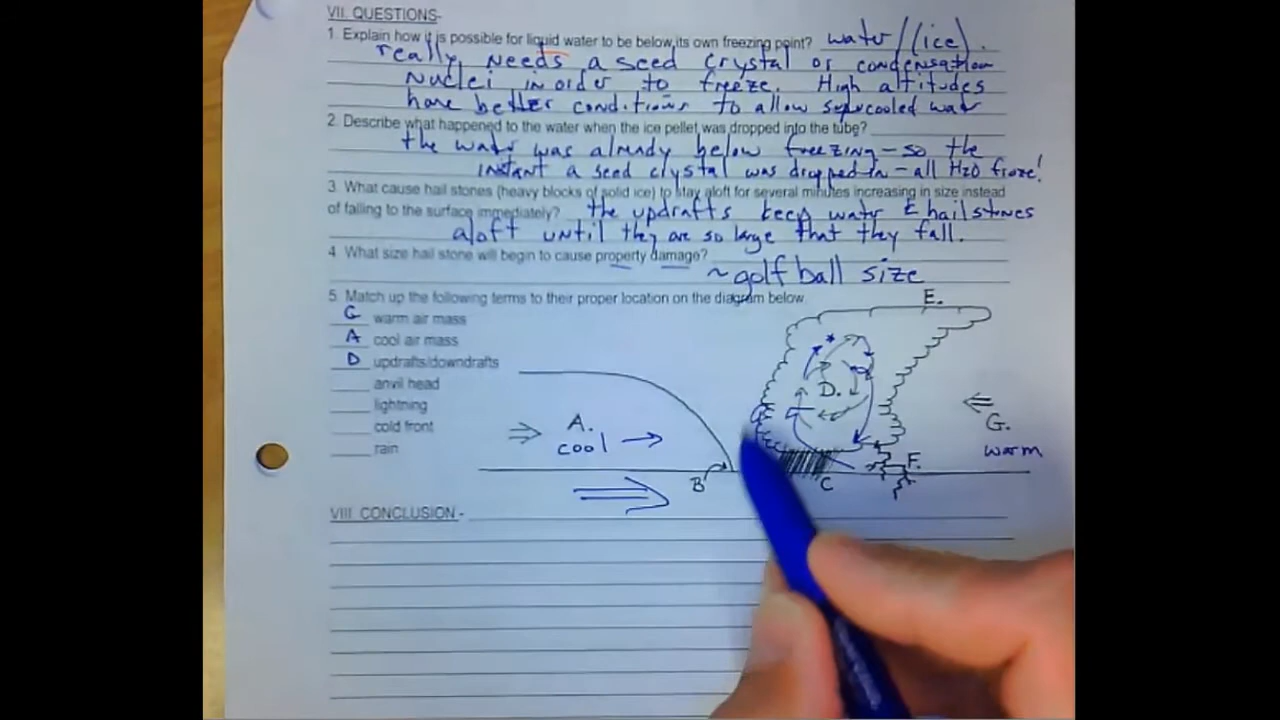 VII. QUESTIONS-
1. Explain how it is possible for liquid water to be below its own freezing point? water/(ice).
really needs a seed crystal or condensation
nuclei in order to freeze. High altitudes
have better conditions to allow supercooled wat
2. Describe what happened to the water when the ice pellet was dropped into the tube?
the water was already below freezing - so the
instant a seed crystal was dropped in - all H2O froze!
3. What cause hail stones (heavy blocks of solid ice) to stay aloft for several minutes increasing in size instead
of falling to the surface immediately? the updrafts keep water & hailstones
aloft until they are so large that they fall.
4. What size hail stone will begin to cause property damage?
~golf ball size
5. Match up the following terms to their proper location on the diagram below
E.
G warm air mass
A cool air mass
D updrafts/downdrafts
anvil head
D.
lightning
A.
G.
cold front
cool
warm
rain
F.
B
C
VIII. CONCLUSION -